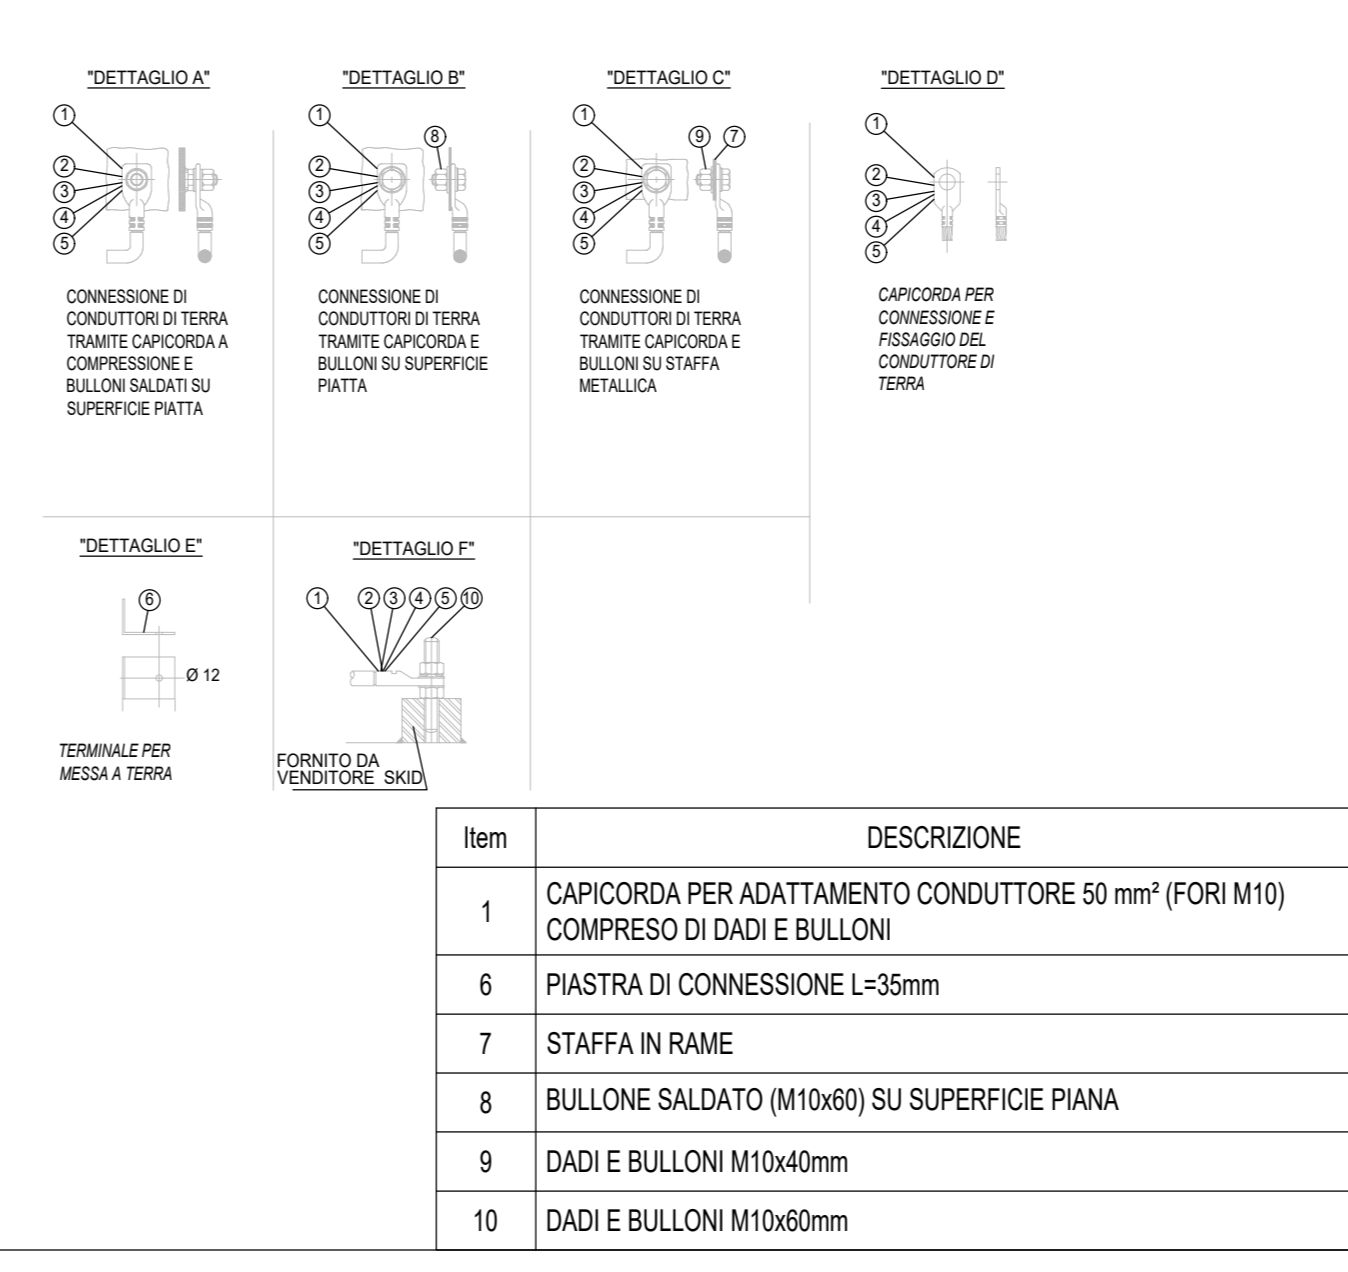 "DETTAGLIO A"
1
2
3
4
5
CONNESSIONE DI
CONDUTTORI DI TERRA
TRAMITE CAPICORDA A
COMPRESSIONE E
BULLONI SALDATI SU
SUPERFICIE PIATTA
"DETTAGLIO B"
1
8
2
3
4
5
CONNESSIONE DI
CONDUTTORI DI TERRA
TRAMITE CAPICORDA E
BULLONI SU SUPERFICIE
PIATTA
"DETTAGLIO C"
1
9 7
2
3
4
5
CONNESSIONE DI
CONDUTTORI DI TERRA
TRAMITE CAPICORDA E
BULLONI SU STAFFA
METALLICA
"DETTAGLIO D"
1
2
3
4
5
CAPICORDA PER
CONNESSIONE E
FISSAGGIO DEL
CONDUTTORE DI
TERRA
"DETTAGLIO E"
6
Ø 12
TERMINALE PER
MESSA A TERRA
"DETTAGLIO F"
1 2 3 4 5 10
FORNITO DA
VENDITORE SKID
Item DESCRIZIONE
1 CAPICORDA PER ADATTAMENTO CONDUTTORE 50 mm² (FORI M10)
COMPRESO DI DADI E BULLONI
6 PIASTRA DI CONNESSIONE L=35mm
7 STAFFA IN RAME
8 BULLONE SALDATO (M10x60) SU SUPERFICIE PIANA
9 DADI E BULLONI M10x40mm
10 DADI E BULLONI M10x60mm